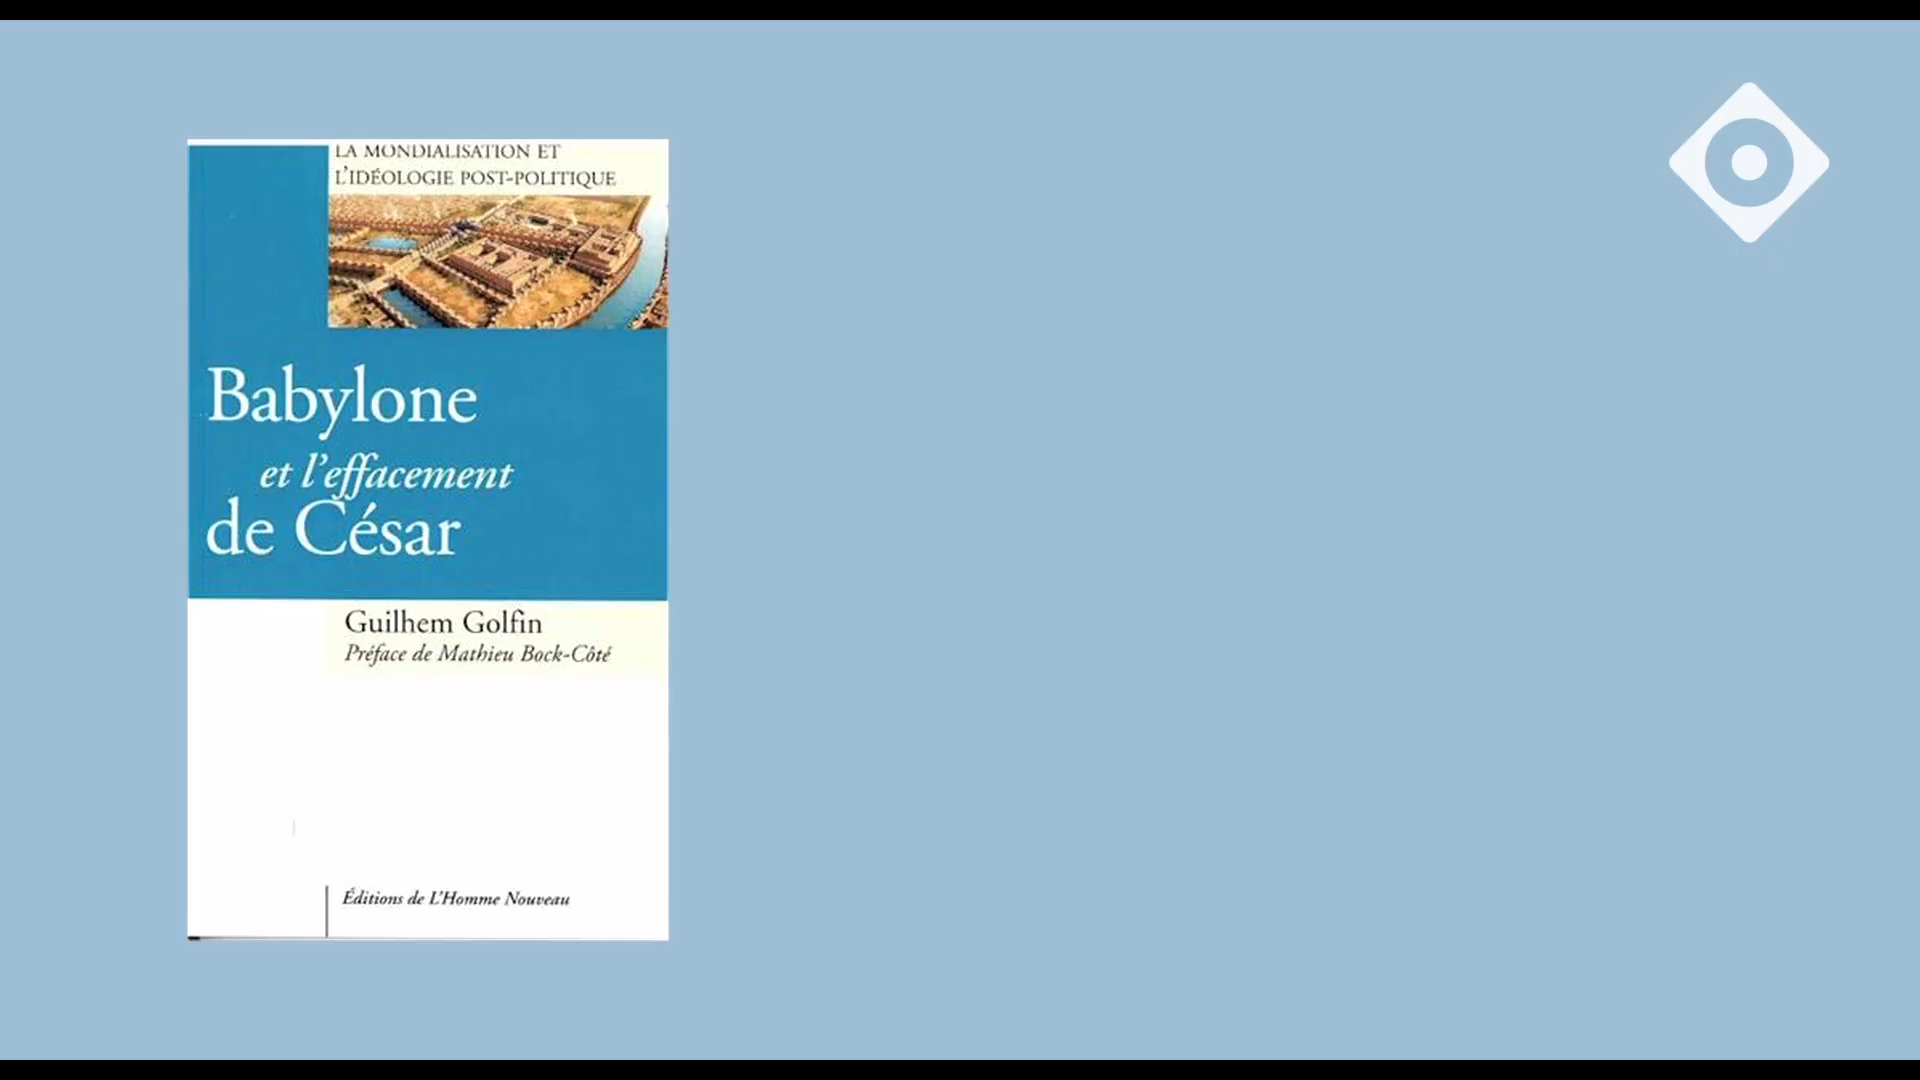 LA MONDIALISATION ET
L'IDÉOLOGIE POST-POLITIQUE
Babylone
et l'effacement
de César
Guilhem Golfin
Préface de Mathieu Bock-Côté
Éditions de L'Homme Nouveau